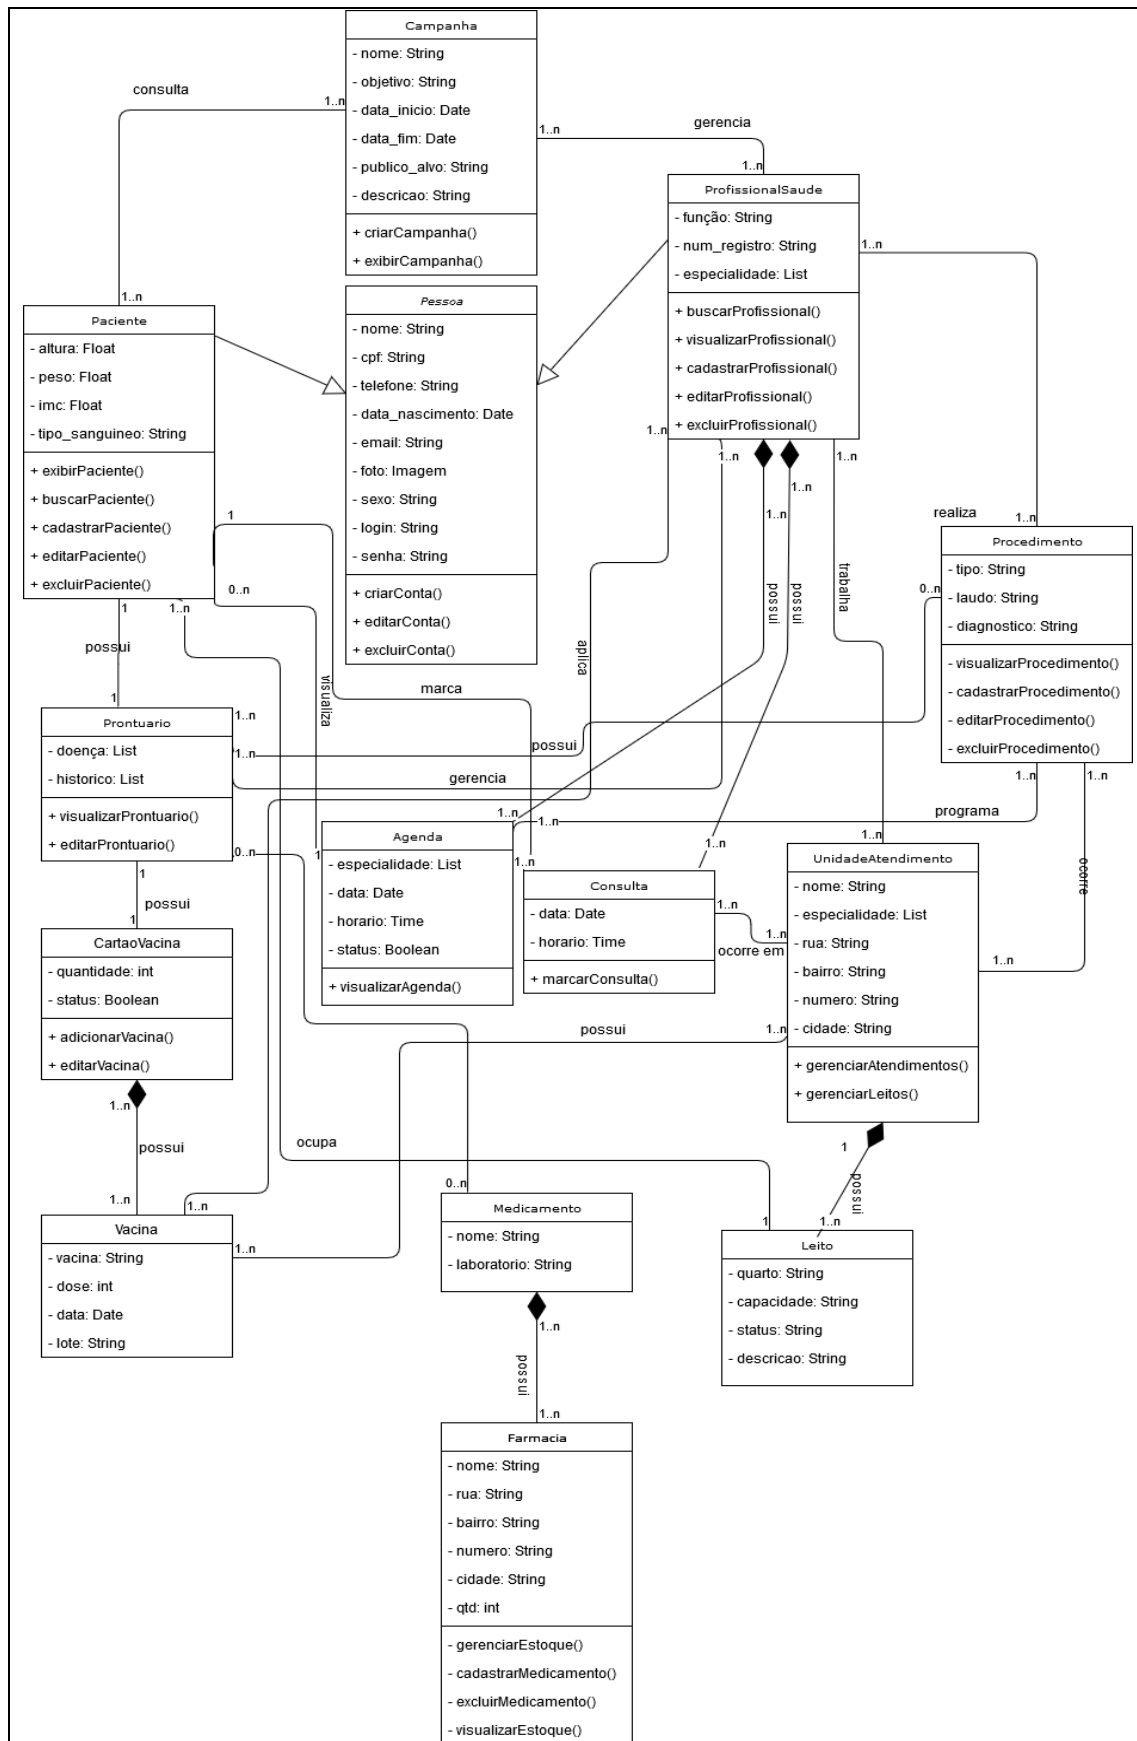 Campanha
- nome: String
- objetivo: String
- data_inicio: Date
- data_fim: Date
- publico_alvo: String
- descricao: String
+ criarCampanha()
+ exibirCampanha()
consulta
1..n
1..n
1..n
gerencia
1..n
ProfissionalSaude
- função: String
- num_registro: String
- especialidade: List
+ buscarProfissional()
+ visualizarProfissional()
+ cadastrarProfissional()
+ editarProfissional()
+ excluirProfissional()
1..n
Pessoa
- nome: String
- cpf: String
- telefone: String
- data_nascimento: Date
- email: String
- foto: Imagem
- sexo: String
- login: String
- senha: String
+ criarConta()
+ editarConta()
+ excluirConta()
Paciente
- altura: Float
- peso: Float
- imc: Float
- tipo_sanguineo: String
+ exibirPaciente()
+ buscarPaciente()
+ cadastrarPaciente()
+ editarPaciente()
+ excluirPaciente()
1
0..n
1
1..n
possui
1
visualiza
marca
aplica
1..n
1..n
1..n
1..n
possui
possui
1..n
trabalha
realiza
1..n
Procedimento
- tipo: String
- laudo: String
- diagnostico: String
- visualizarProcedimento()
- cadastrarProcedimento()
- editarProcedimento()
- excluirProcedimento()
0..n
1..n
1..n
Prontuario
- doença: List
- historico: List
+ visualizarProntuario()
+ editarProntuario()
1..n
1..n
possui
gerencia
0..n
1
possui
1
Agenda
- especialidade: List
- data: Date
- horario: Time
- status: Boolean
+ visualizarAgenda()
1
1..n
1..n
programa
1..n
1..n
Consulta
- data: Date
- horario: Time
+ marcarConsulta()
1..n
1..n
ocorre em
1..n
UnidadeAtendimento
- nome: String
- especialidade: List
- rua: String
- bairro: String
- numero: String
- cidade: String
+ gerenciarAtendimentos()
+ gerenciarLeitos()
ocorre
1..n
CartaoVacina
- quantidade: int
- status: Boolean
+ adicionarVacina()
+ editarVacina()
1..n
possui
1..n
possui
1..n
ocupa
1
possui
1..n
1
0..n
1..n
1..n
Vacina
- vacina: String
- dose: int
- data: Date
- lote: String
Medicamento
- nome: String
- laboratorio: String
1..n
possui
1..n
Leito
- quarto: String
- capacidade: String
- status: String
- descricao: String
Farmacia
- nome: String
- rua: String
- bairro: String
- numero: String
- cidade: String
- qtd: int
- gerenciarEstoque()
- cadastrarMedicamento()
- excluirMedicamento()
- visualizarEstoque()